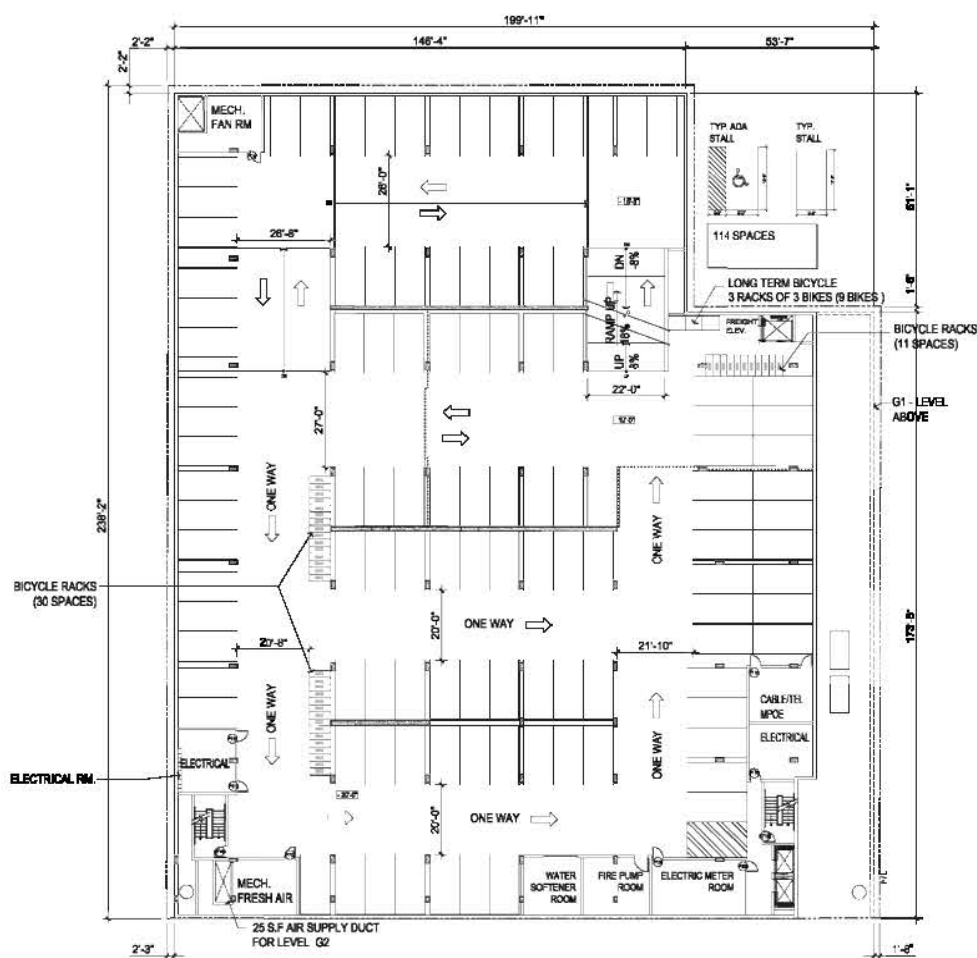 199'-11"
2'-2"
146'-4"
53'-7"
2'-2"
MECH.
FAN RM
TYP. ADA
STALL
TYP.
STALL
26'-0"
61'-1"
26'-8"
114 SPACES
DN
-8%
1'-8"
LONG TERM BICYCLE
3 RACKS OF 3 BIKES (9 BIKES )
RAMP UP
16%
FREIGHT
ELEV.
BICYCLE RACKS
(11 SPACES)
UP
8%
22'-0"
G1 - LEVEL
ABOVE
27'-0"
238'-2"
ONE WAY
ONE WAY
173'-5"
BICYCLE RACKS
(30 SPACES)
20'-0"
ONE WAY
20'-8"
21'-10"
ONE WAY
ONE WAY
CABLE/TEL
MPOE
ELECTRICAL
ELECTRICAL
ELECTRICAL RM.
20'-0"
ONE WAY
MECH.
FRESH AIR
WATER
SOFTENER
ROOM
FIRE PUMP
ROOM
ELECTRIC METER
ROOM
25 S.F AIR SUPPLY DUCT
FOR LEVEL G2
2'-3"
1'-8"